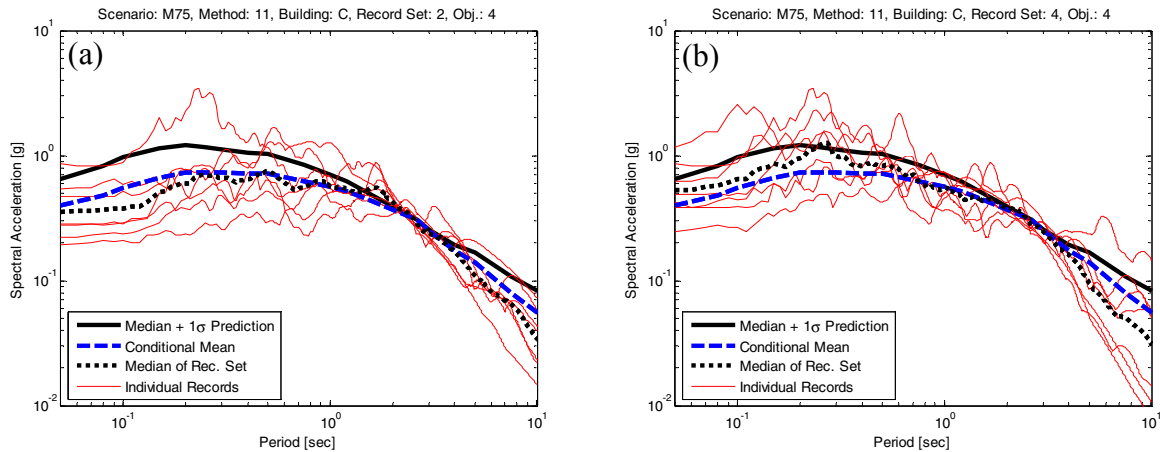 Scenario: M75, Method: 11, Building: C, Record Set: 2, Obj.: 4
(a)
10^1
10^0
10^-1
10^-2
Spectral Acceleration [g]
Median + 1σ Prediction
Conditional Mean
Median of Rec. Set
Individual Records
10^-1
10^0
10^1
Period [sec]
Scenario: M75, Method: 11, Building: C, Record Set: 4, Obj.: 4
(b)
10^1
10^0
10^-1
10^-2
Spectral Acceleration [g]
Median + 1σ Prediction
Conditional Mean
Median of Rec. Set
Individual Records
10^-1
10^0
10^1
Period [sec]